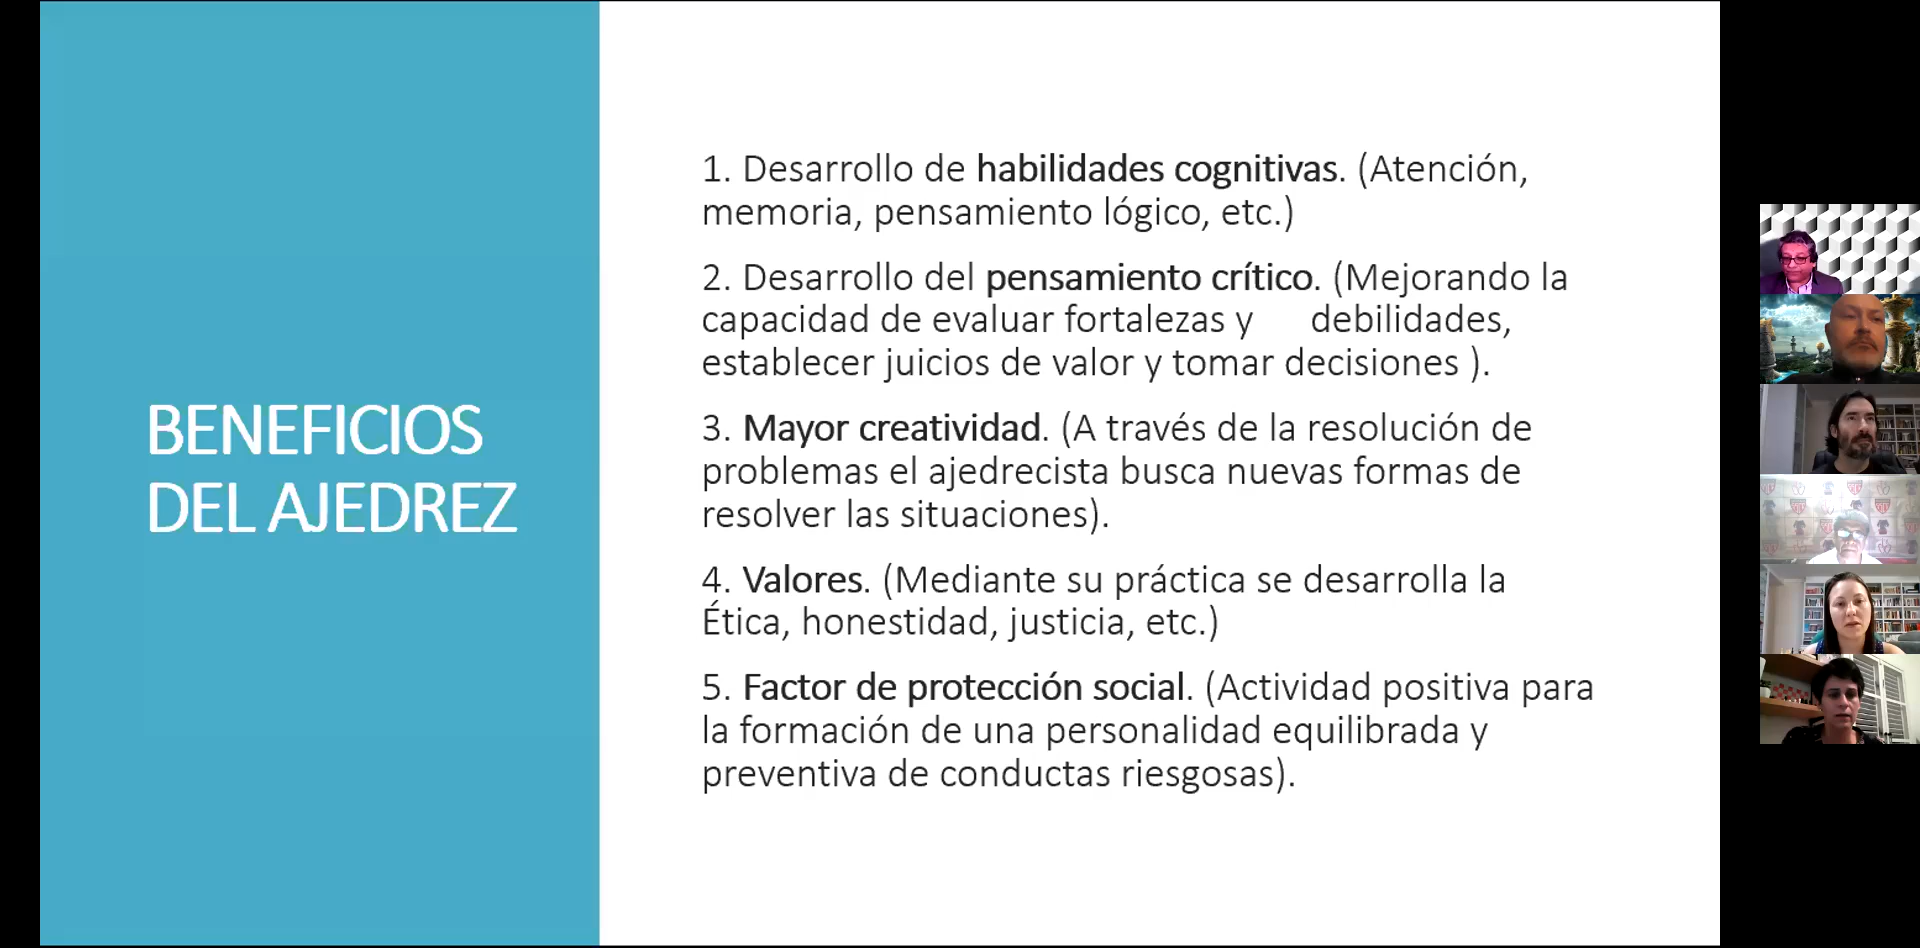 BENEFICIOS
DEL AJEDREZ
1. Desarrollo de habilidades cognitivas. (Atención,
memoria, pensamiento lógico, etc.)
2. Desarrollo del pensamiento crítico. (Mejorando la
capacidad de evaluar fortalezas y debilidades,
establecer juicios de valor y tomar decisiones ).
3. Mayor creatividad. (A través de la resolución de
problemas el ajedrecista busca nuevas formas de
resolver las situaciones).
4. Valores. (Mediante su práctica se desarrolla la
Ética, honestidad, justicia, etc.)
5. Factor de protección social. (Actividad positiva para
la formación de una personalidad equilibrada y
preventiva de conductas riesgosas).